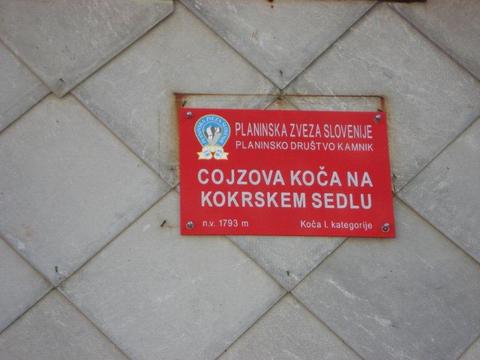 PLANINSKA ZVEZA SLOVENIJE
PLANINSKO DRUŠTVO KAMNIK
COJZOVA KOČA NA
KOKRSKEM SEDLU
n.v. 1793 m Koča I. kategorije